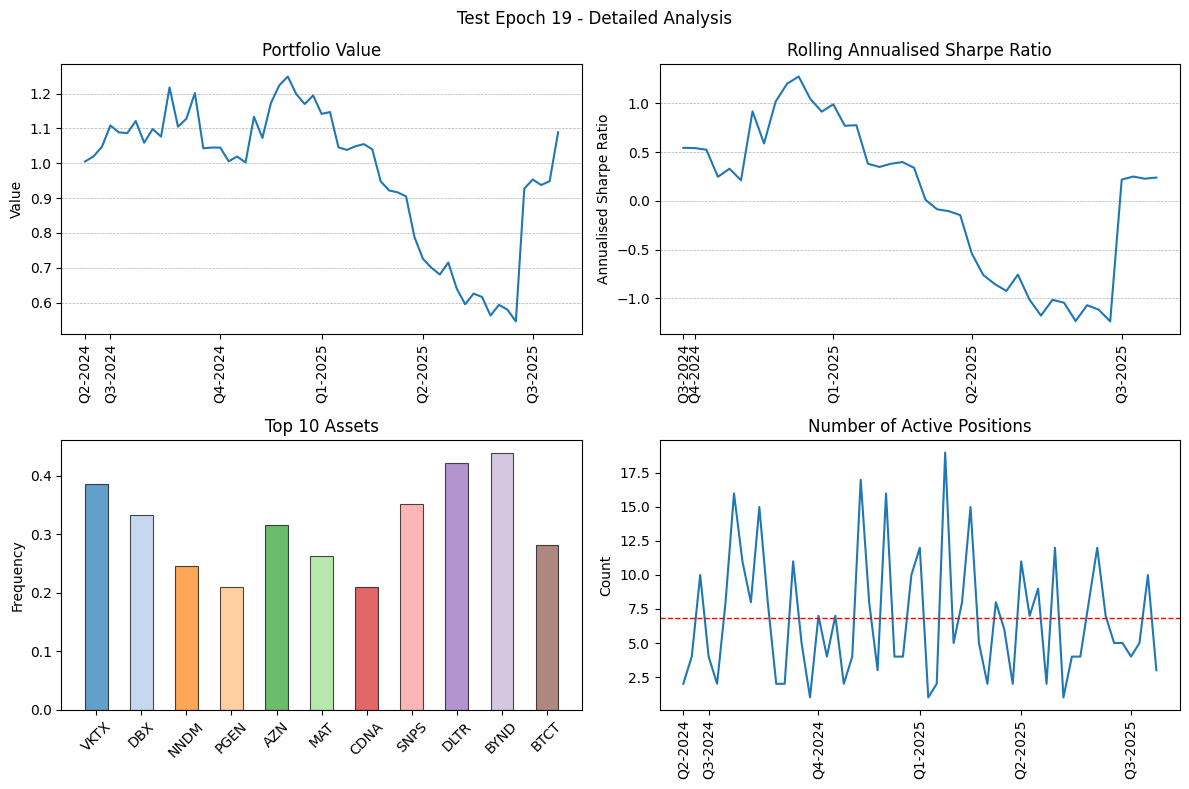 Test Epoch 19 - Detailed Analysis
Portfolio Value
Value
1.2
1.1
1.0
0.9
0.8
0.7
0.6
Q2-2024
Q3-2024
Q4-2024
Q1-2025
Q2-2025
Q3-2025
Rolling Annualised Sharpe Ratio
Annualised Sharpe Ratio
1.0
0.5
0.0
−0.5
−1.0
Q3-2024
Q4-2024
Q1-2025
Q2-2025
Q3-2025
Top 10 Assets
Frequency
0.4
0.3
0.2
0.1
0.0
VKTX
DBX
NNDM
PGEN
AZN
MAT
CDNA
SNPS
DLTR
BYND
BTCT
Number of Active Positions
Count
17.5
15.0
12.5
10.0
7.5
5.0
2.5
Q2-2024
Q3-2024
Q4-2024
Q1-2025
Q2-2025
Q3-2025